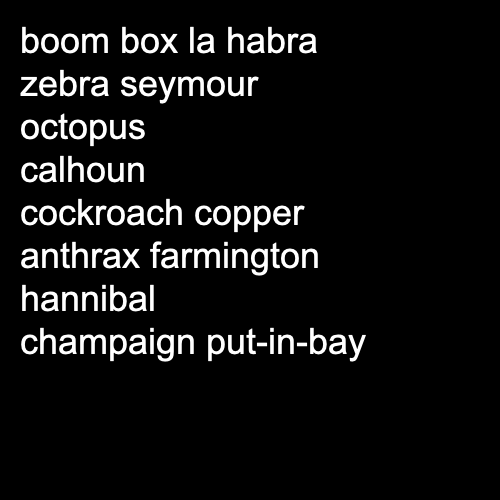 boom box la habra
zebra seymour
octopus
calhoun
cockroach copper
anthrax farmington
hannibal
champaign put-in-bay